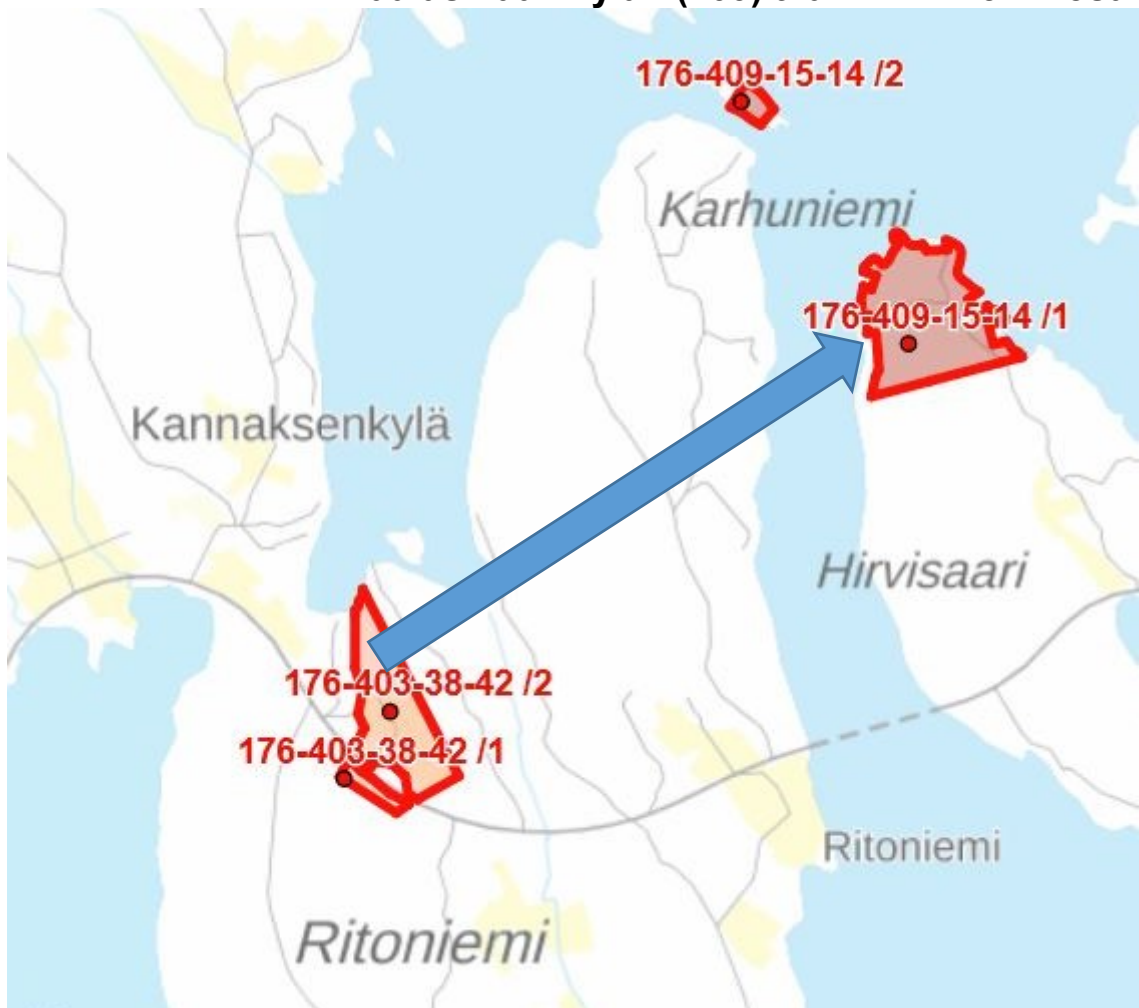 176-409-15-14 /2
Karhuniemi
176-409-15-14 /1
Kannaksenkylä
Hirvisaari
176-403-38-42 /2
176-403-38-42 /1
Ritoniemi
Ritoniemi